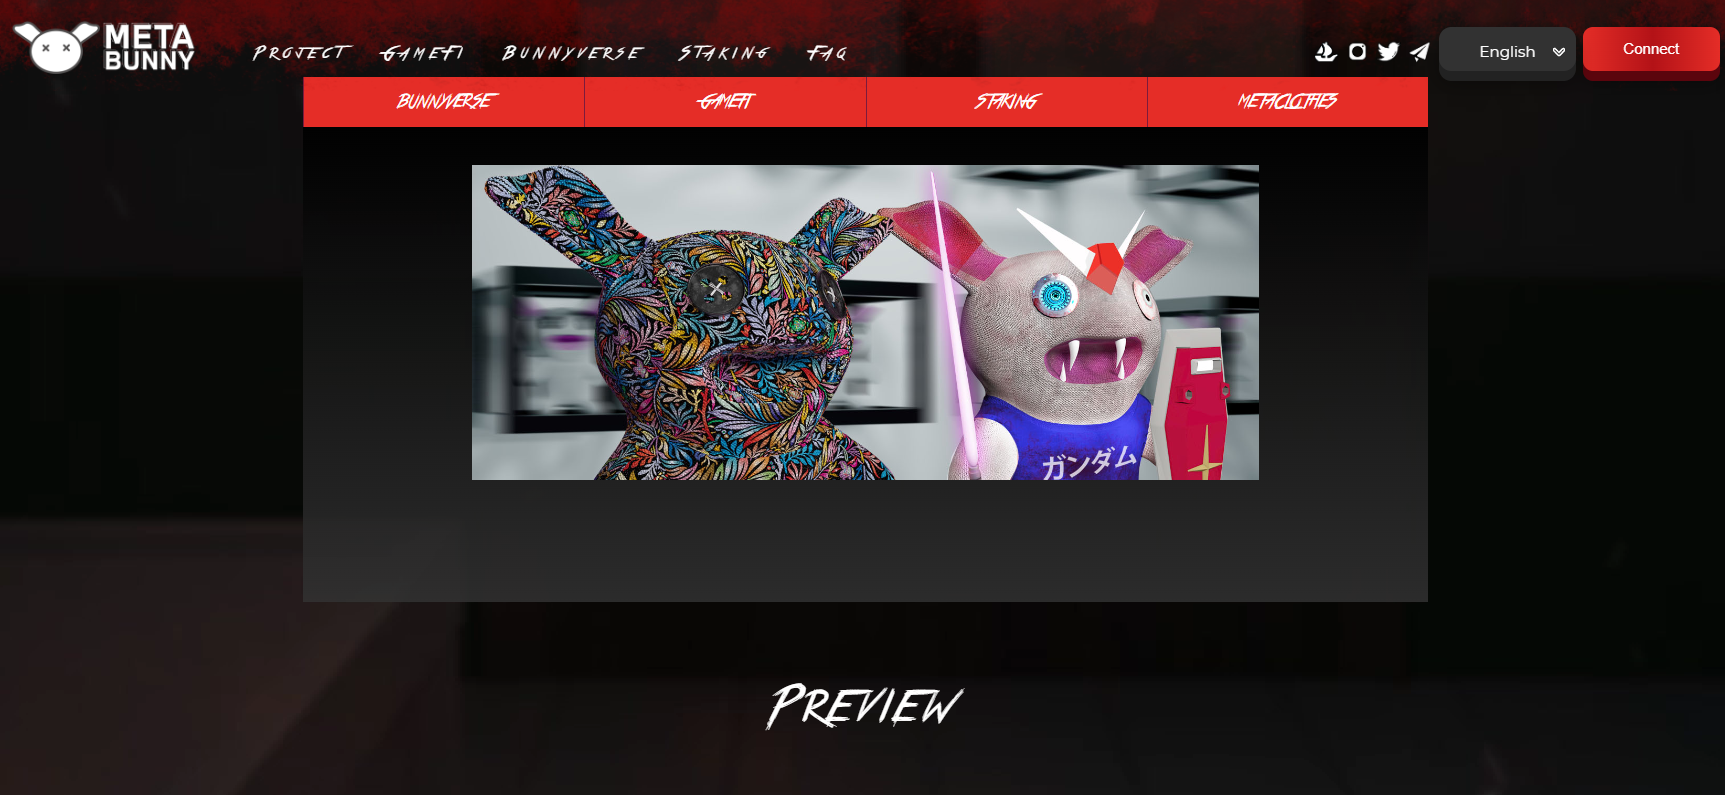 META
BUNNY
PROJECT GAMEFI BUNNYVERSE STAKING FAQ
English
Connect
BUNNYVERSE GAMEFI STAKING METACLOTHES
ガンダム
PREVIEW